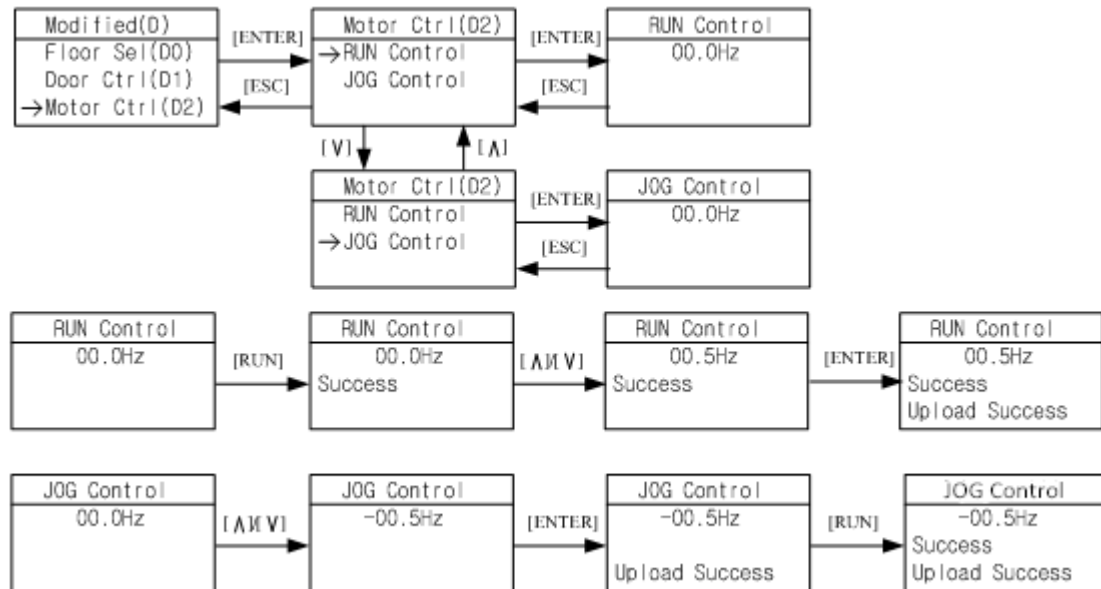 Modified(D)
Floor Sel(D0)
Door Ctrl(D1)
→Motor Ctrl(D2)
[ENTER]
[ESC]
Motor Ctrl(D2)
→RUN Control
JOG Control
[ENTER]
[ESC]
RUN Control
00.0Hz
[V]
[Λ]
Motor Ctrl(D2)
RUN Control
→JOG Control
[ENTER]
[ESC]
JOG Control
00.0Hz
RUN Control
00.0Hz
[RUN]
RUN Control
00.0Hz
Success
[Λ][V]
RUN Control
00.5Hz
Success
[ENTER]
RUN Control
00.5Hz
Success
Upload Success
JOG Control
00.0Hz
[Λ][V]
JOG Control
-00.5Hz
[ENTER]
JOG Control
-00.5Hz
Upload Success
[RUN]
JOG Control
-00.5Hz
Success
Upload Success